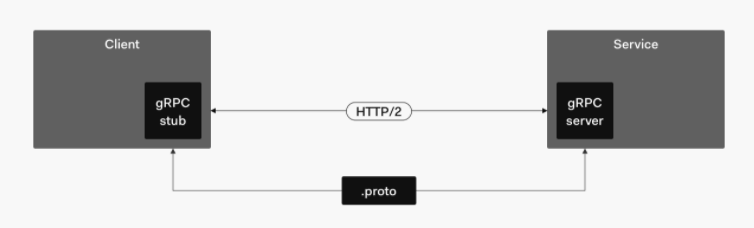 Client
Service
gRPC
stub
HTTP/2
gRPC
server
.proto